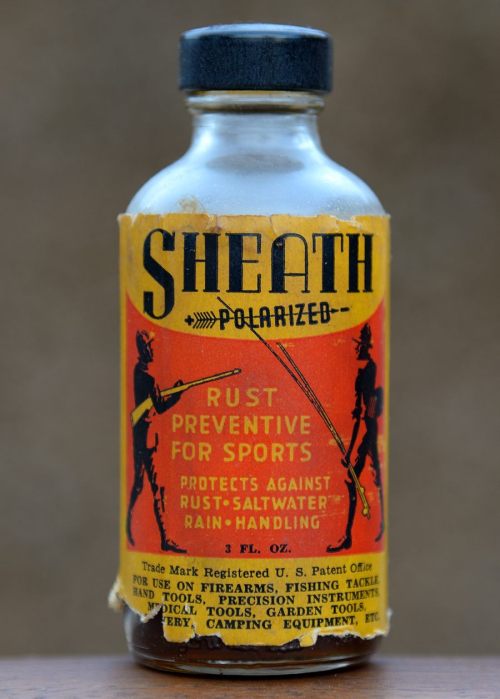 SHEATH
POLARIZED
RUST
PREVENTIVE
FOR SPORTS
PROTECTS AGAINST
RUST•SALTWATER
RAIN•HANDLING
3 FL. OZ.
Trade Mark Registered U. S. Patent Office
FOR USE ON FIREARMS, FISHING TACKLE,
HAND TOOLS, PRECISION INSTRUMENTS,
MEDICAL TOOLS, GARDEN TOOLS,
CAMPING EQUIPMENT, ETC.